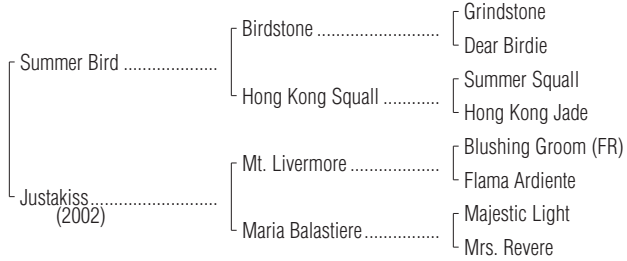 Grindstone
Birdstone ........................
Dear Birdie
Summer Bird ..................
Summer Squall
Hong Kong Squall ...........
Hong Kong Jade
Blushing Groom (FR)
Mt. Livermore .................
Flama Ardiente
Justakiss........................
(2002)
Majestic Light
Maria Balastiere..............
Mrs. Revere